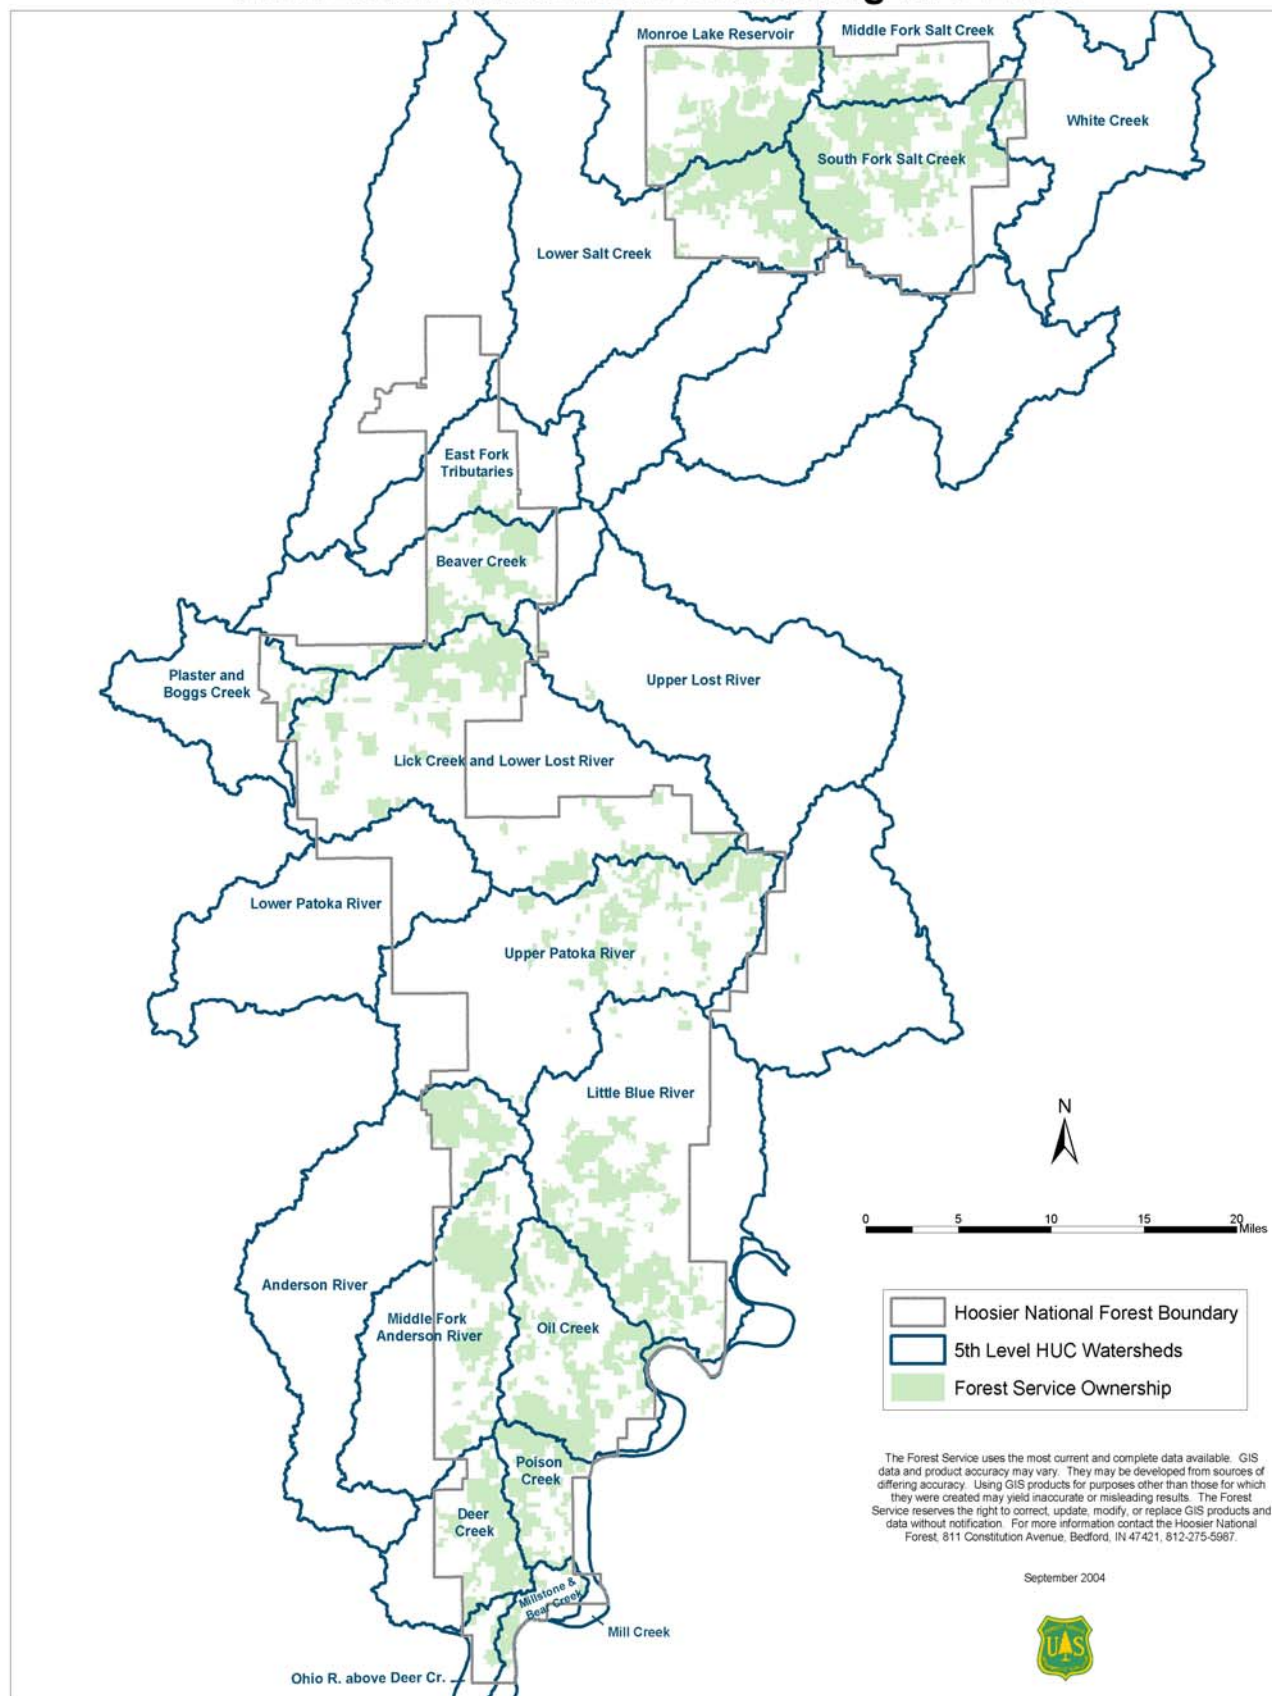 Monroe Lake Reservoir
Middle Fork Salt Creek
White Creek
South Fork Salt Creek
Lower Salt Creek
East Fork
Tributaries
Beaver Creek
Plaster and
Boggs Creek
Upper Lost River
Lick Creek and Lower Lost River
Lower Patoka River
Upper Patoka River
Little Blue River
N
0 5 10 15 20
Miles
Anderson River
Middle Fork
Anderson River
Oil Creek
Hoosier National Forest Boundary
5th Level HUC Watersheds
Forest Service Ownership
Poison
Creek
Deer
Creek
The Forest Service uses the most current and complete data available. GIS
data and product accuracy may vary. They may be developed from sources of
differing accuracy. Using GIS products for purposes other than those for which
they were created may yield inaccurate or misleading results. The Forest
Service reserves the right to correct, update, modify, or replace GIS products and
data without notification. For more information contact the Hoosier National
Forest, 811 Constitution Avenue, Bedford, IN 47421, 812-275-5987.
September 2004
Millstone &
Bear Creek
Mill Creek
Ohio R. above Deer Cr.
U S